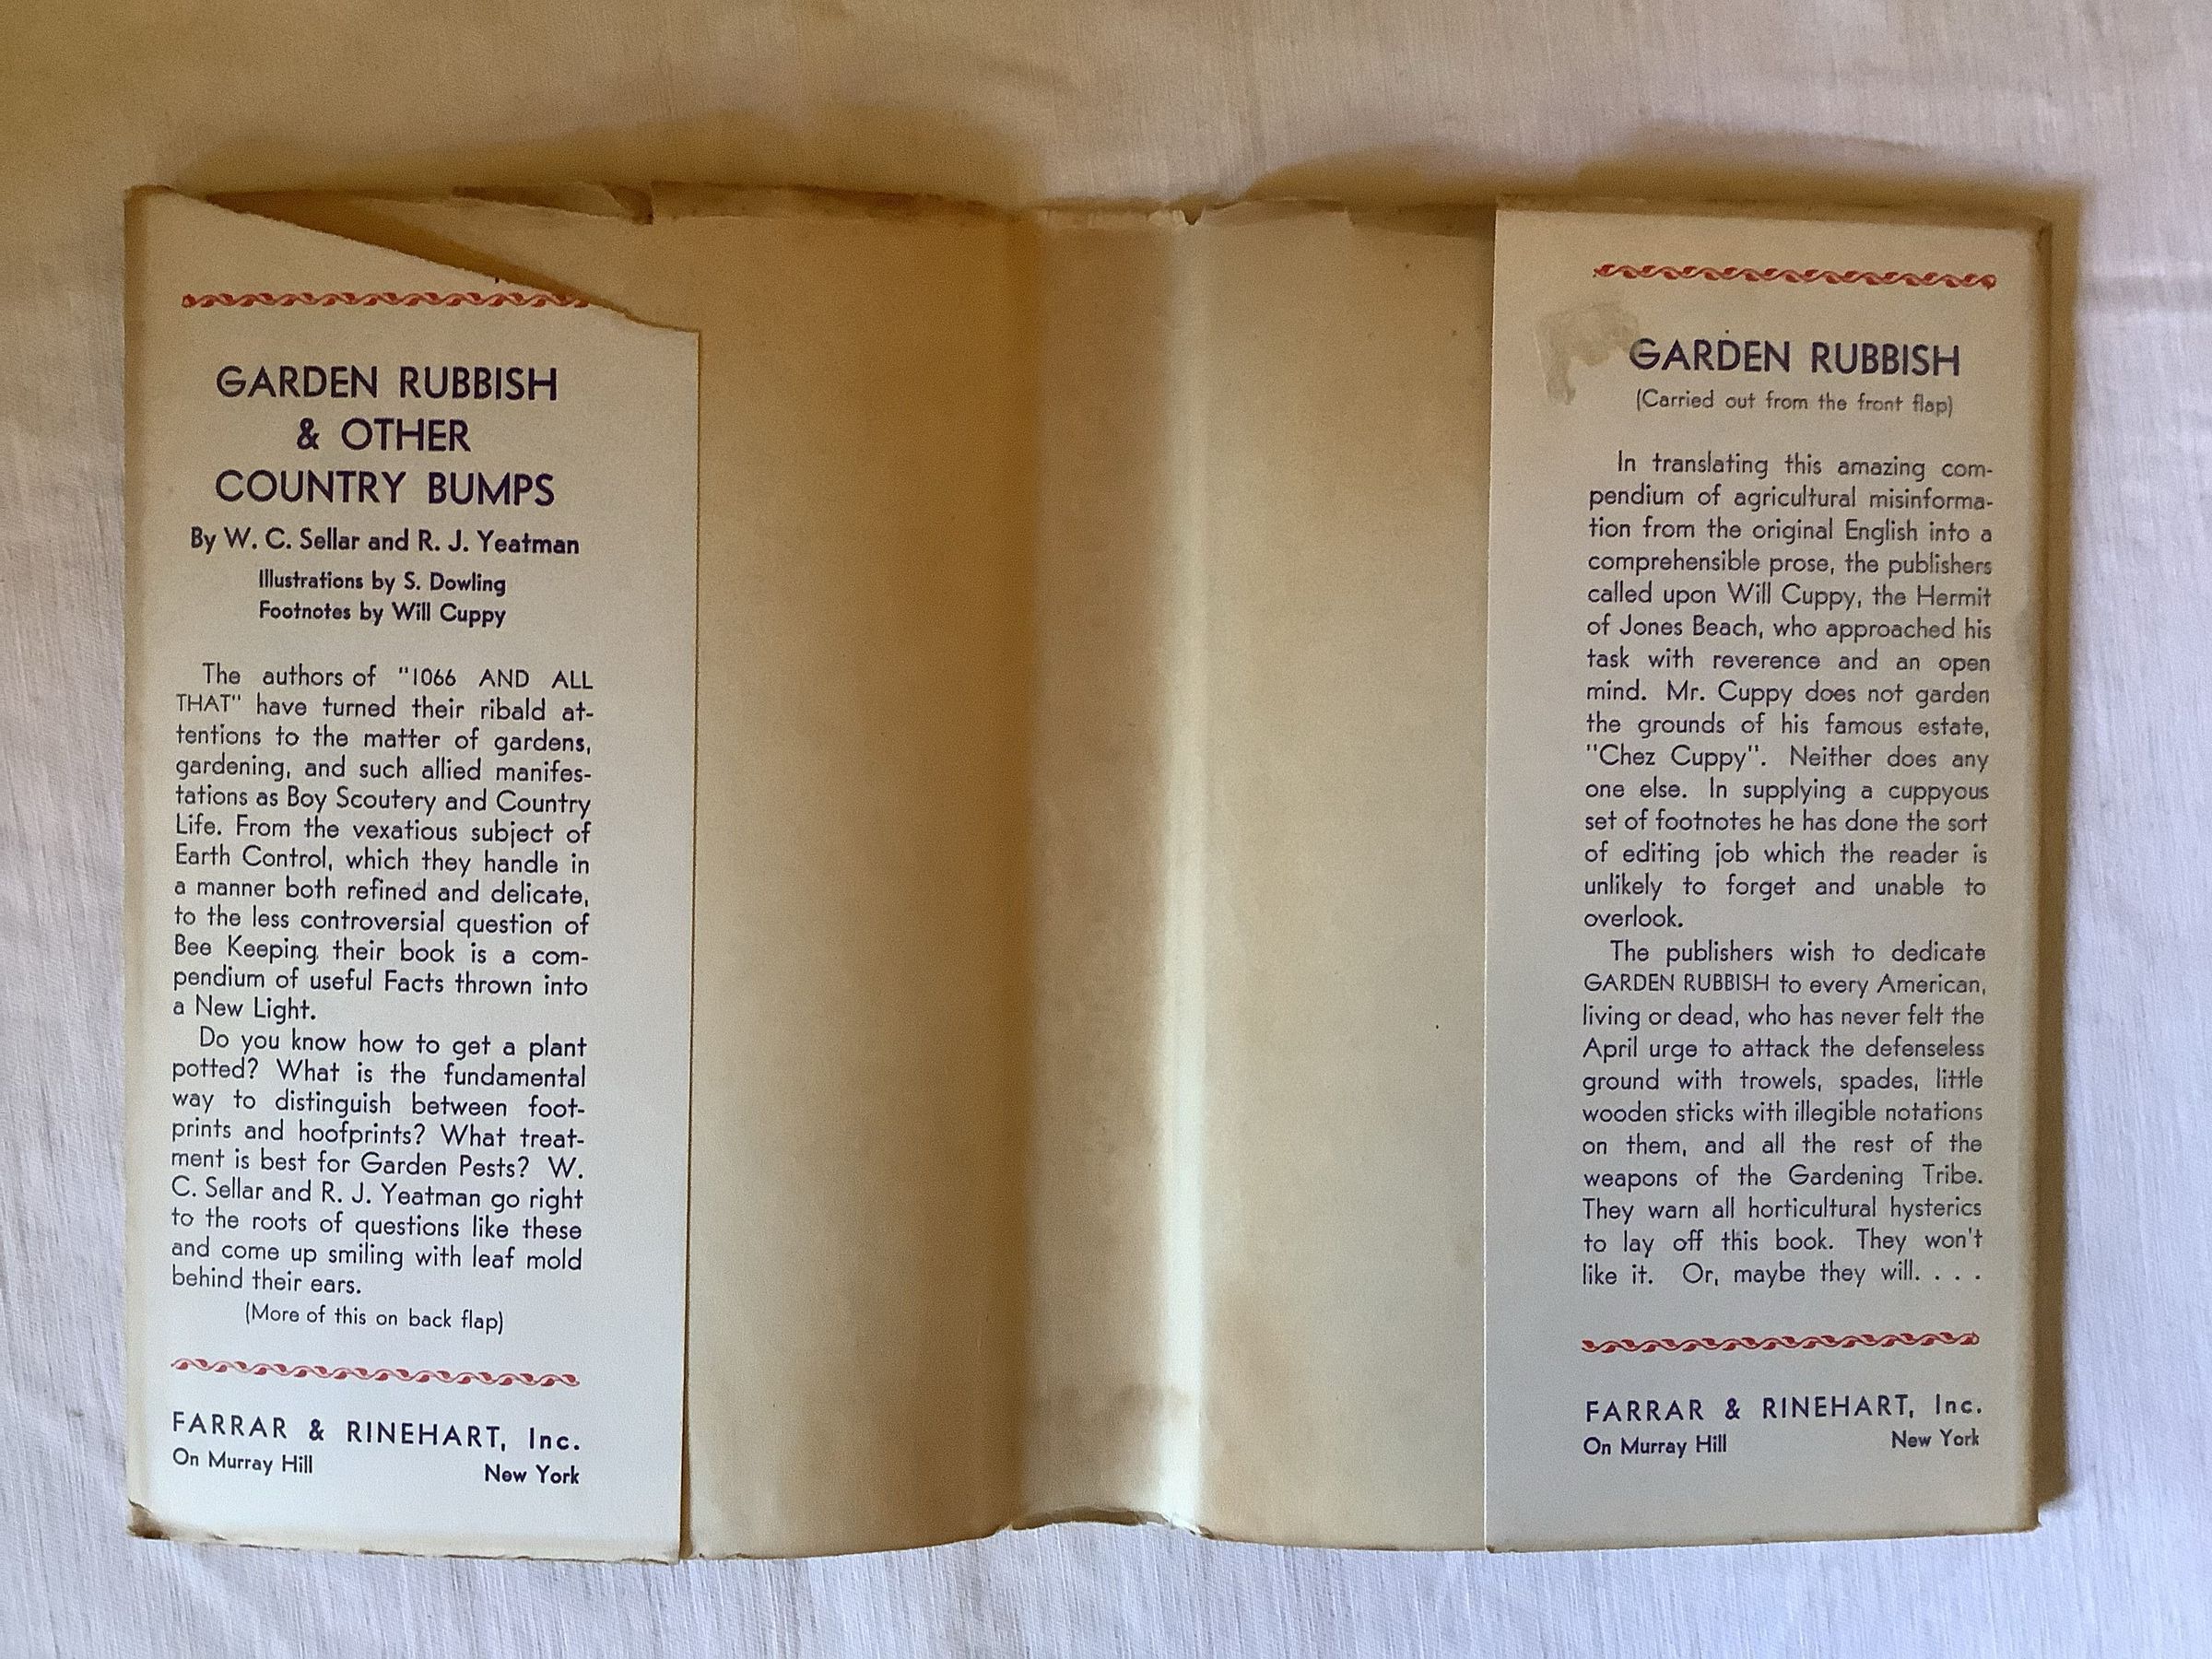 GARDEN RUBBISH
& OTHER
COUNTRY BUMPS
By W. C. Sellar and R. J. Yeatman
Illustrations by S. Dowling
Footnotes by Will Cuppy
The authors of "1066 AND ALL
THAT" have turned their ribald at-
tentions to the matter of gardens,
gardening, and such allied manifes-
tations as Boy Scoutery and Country
Life. From the vexatious subject of
Earth Control, which they handle in
a manner both refined and delicate,
to the less controversial question of
Bee Keeping, their book is a com-
pendium of useful Facts thrown into
a New Light.
Do you know how to get a plant
potted? What is the fundamental
way to distinguish between foot-
prints and hoofprints? What treat-
ment is best for Garden Pests? W.
C. Sellar and R. J. Yeatman go right
to the roots of questions like these
and come up smiling with leaf mold
behind their ears.
(More of this on back flap)
FARRAR & RINEHART, Inc.
On Murray Hill New York
GARDEN RUBBISH
(Carried out from the front flap)
In translating this amazing com-
pendium of agricultural misinforma-
tion from the original English into a
comprehensible prose, the publishers
called upon Will Cuppy, the Hermit
of Jones Beach, who approached his
task with reverence and an open
mind. Mr. Cuppy does not garden
the grounds of his famous estate,
"Chez Cuppy". Neither does any
one else. In supplying a cuppyous
set of footnotes he has done the sort
of editing job which the reader is
unlikely to forget and unable to
overlook.
The publishers wish to dedicate
GARDEN RUBBISH to every American,
living or dead, who has never felt the
April urge to attack the defenseless
ground with trowels, spades, little
wooden sticks with illegible notations
on them, and all the rest of the
weapons of the Gardening Tribe.
They warn all horticultural hysterics
to lay off this book. They won't
like it. Or, maybe they will. . . .
FARRAR & RINEHART, Inc.
On Murray Hill New York